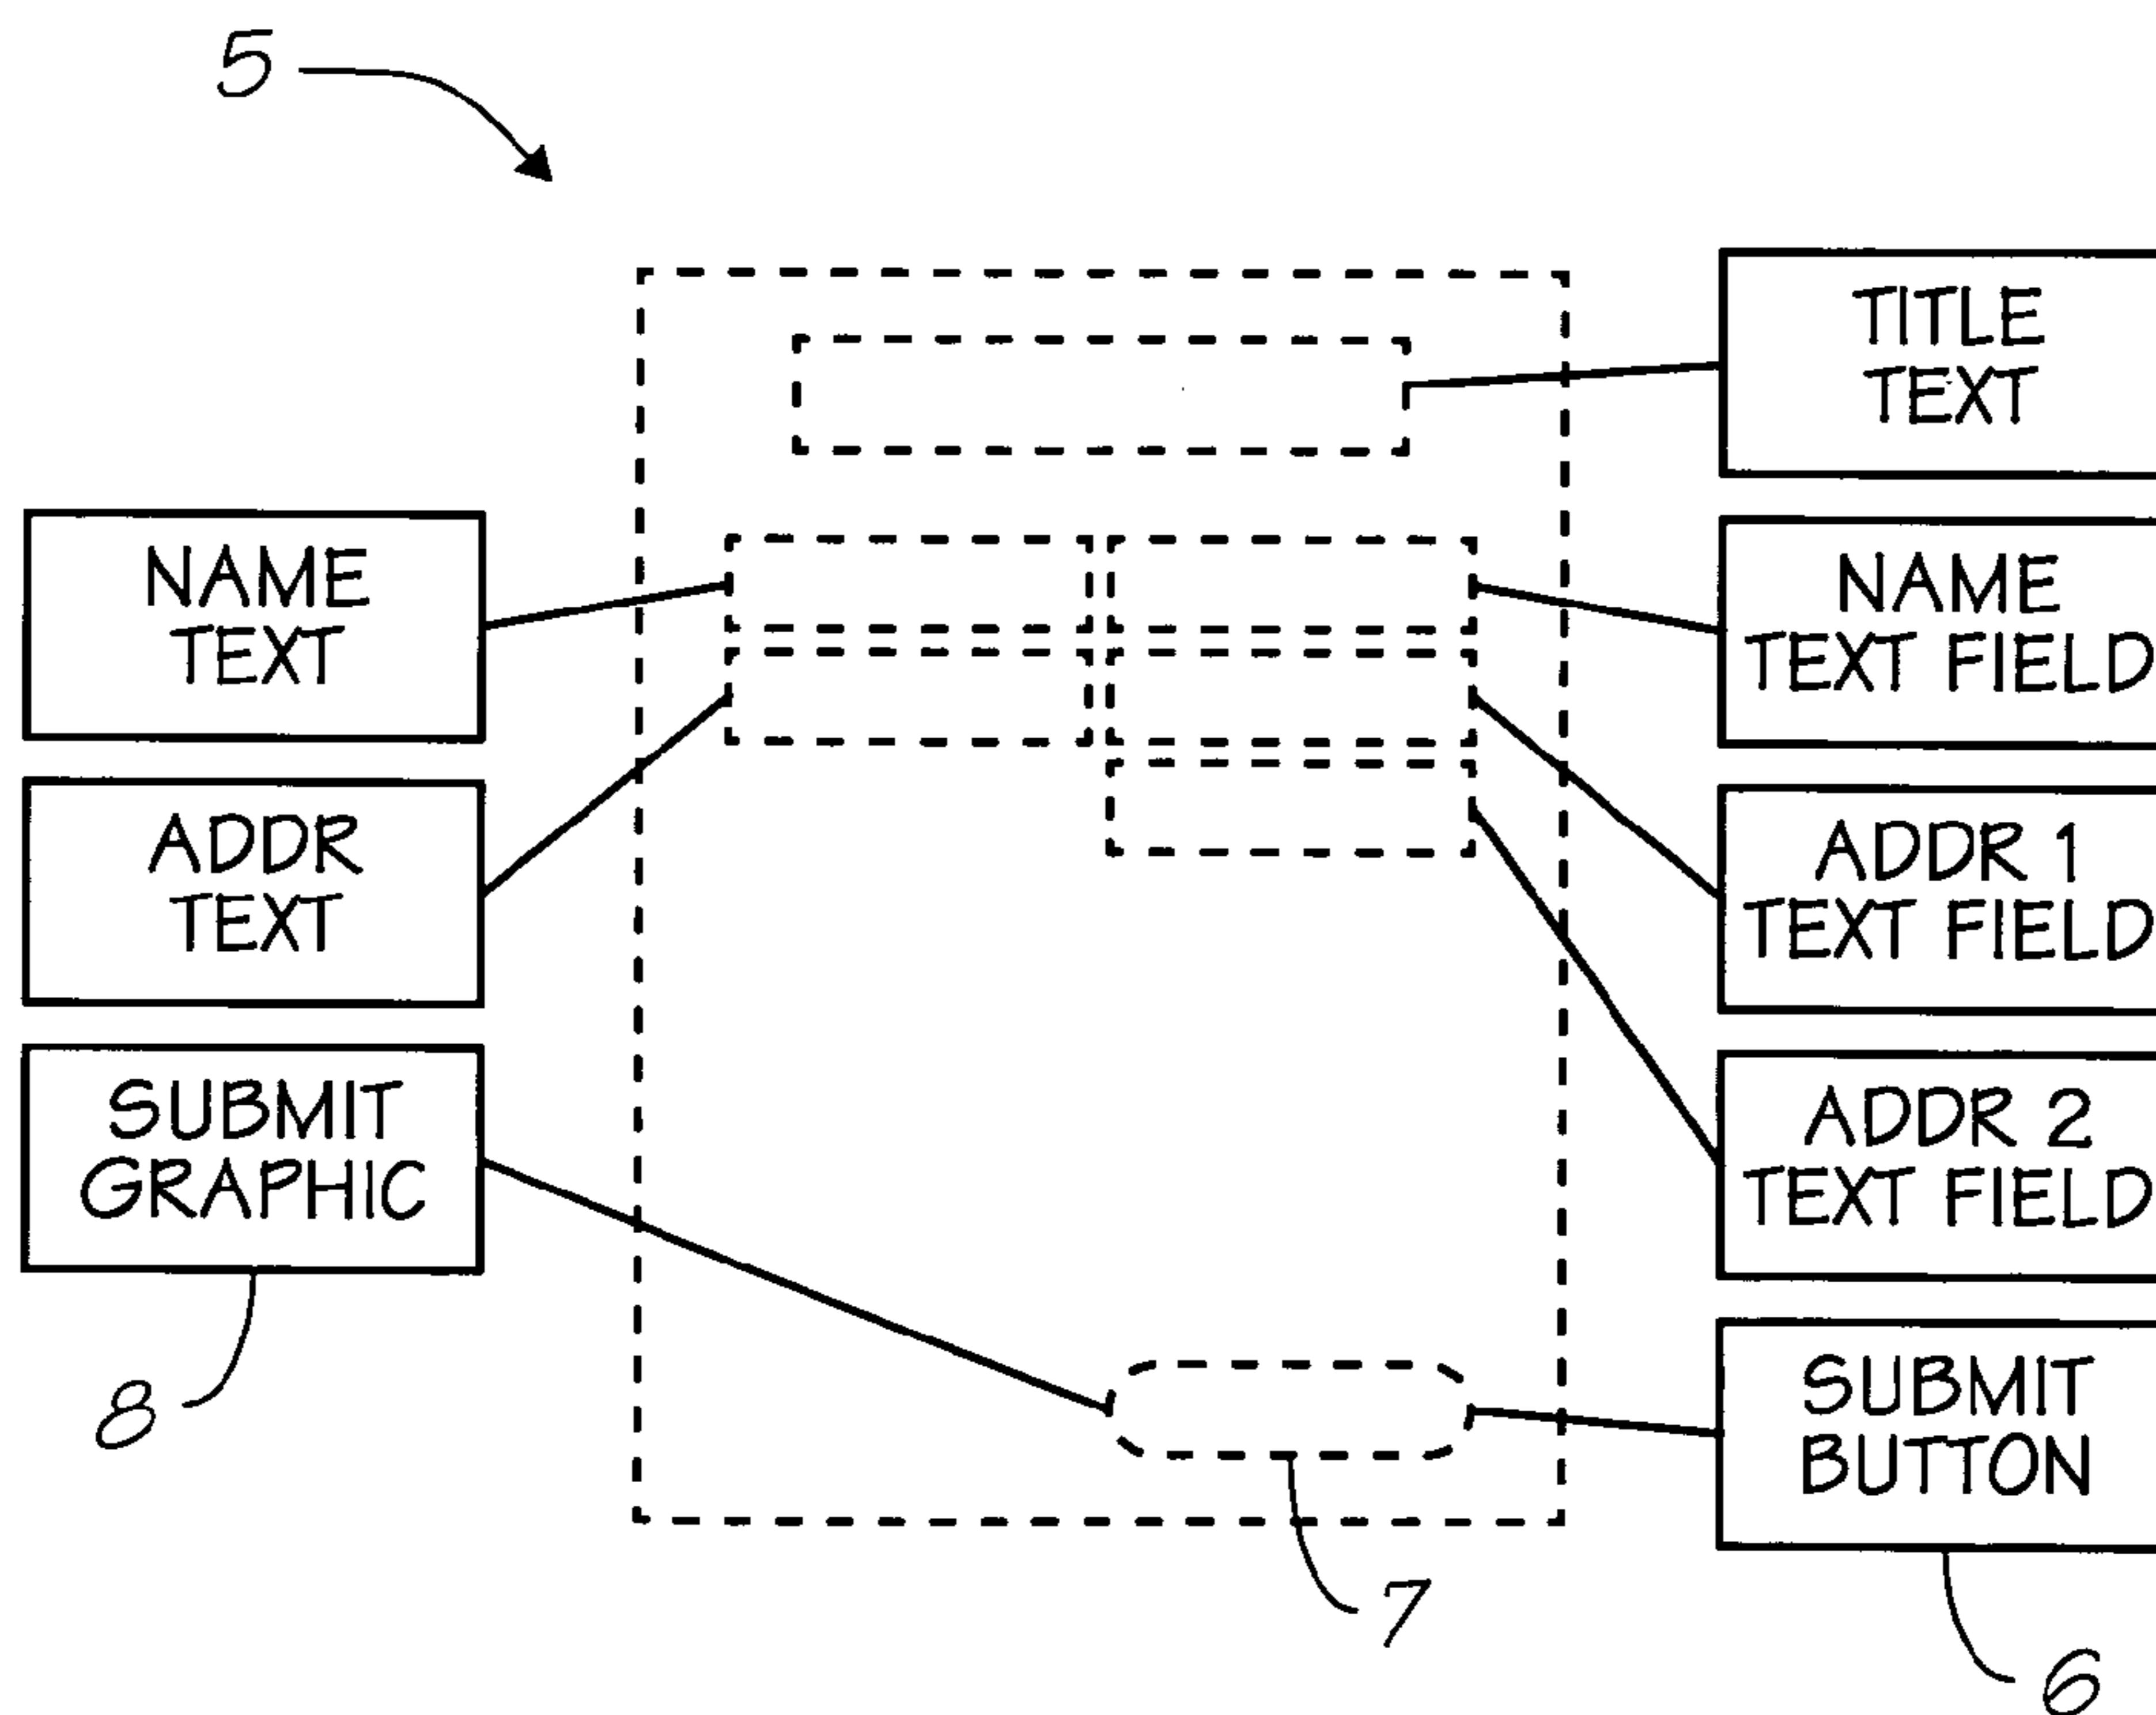 5
TITLE
TEXT
NAME
TEXT
NAME
TEXT FIELD
ADDR
TEXT
ADDR 1
TEXT FIELD
SUBMIT
GRAPHIC
ADDR 2
TEXT FIELD
8
SUBMIT
BUTTON
7
6